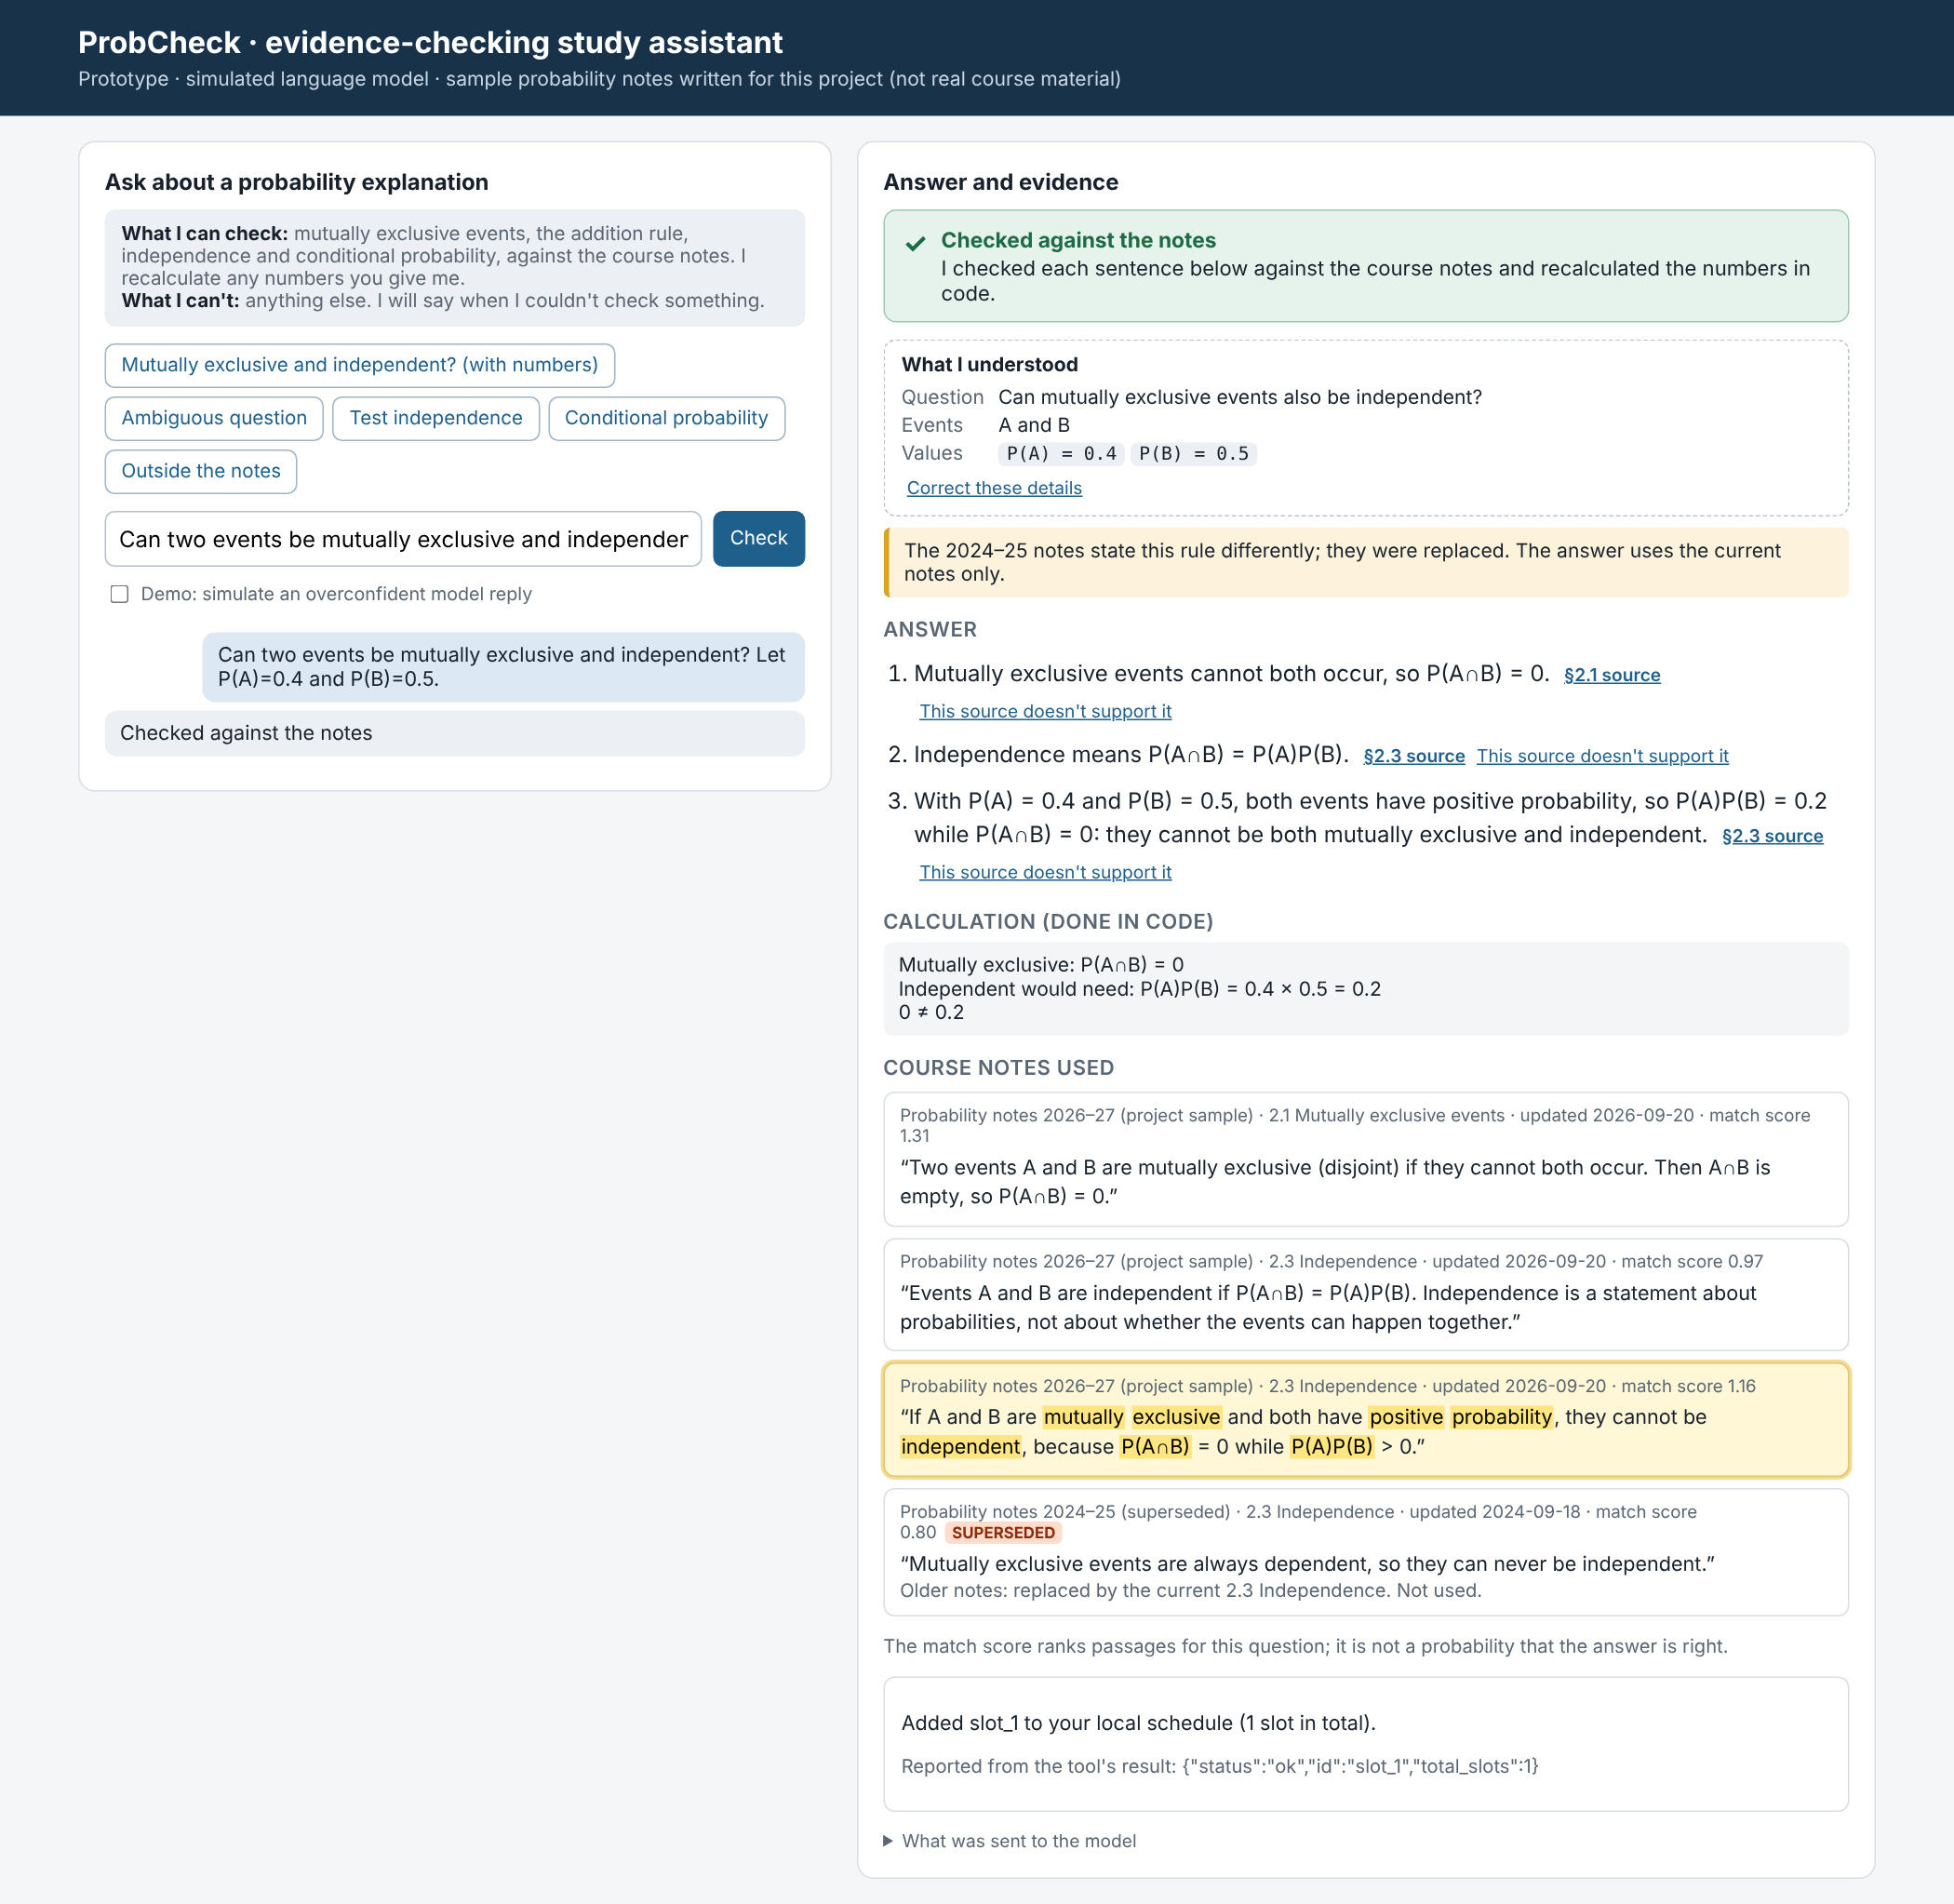 ProbCheck · evidence-checking study assistant
Prototype · simulated language model · sample probability notes written for this project (not real course material)
Ask about a probability explanation
What I can check: mutually exclusive events, the addition rule,
independence and conditional probability, against the course notes. I
recalculate any numbers you give me.
What I can't: anything else. I will say when I couldn't check something.
Mutually exclusive and independent? (with numbers)
Ambiguous question
Test independence
Conditional probability
Outside the notes
Can two events be mutually exclusive and independen
Check
Demo: simulate an overconfident model reply
Can two events be mutually exclusive and independent? Let
P(A)=0.4 and P(B)=0.5.
Checked against the notes
Answer and evidence
Checked against the notes
I checked each sentence below against the course notes and recalculated the numbers in
code.
What I understood
Question Can mutually exclusive events also be independent?
Events A and B
Values P(A) = 0.4 P(B) = 0.5
Correct these details
The 2024–25 notes state this rule differently; they were replaced. The answer uses the current
notes only.
ANSWER
1. Mutually exclusive events cannot both occur, so P(A∩B) = 0. §2.1 source
This source doesn't support it
2. Independence means P(A∩B) = P(A)P(B). §2.3 source This source doesn't support it
3. With P(A) = 0.4 and P(B) = 0.5, both events have positive probability, so P(A)P(B) = 0.2
while P(A∩B) = 0: they cannot be both mutually exclusive and independent. §2.3 source
This source doesn't support it
CALCULATION (DONE IN CODE)
Mutually exclusive: P(A∩B) = 0
Independent would need: P(A)P(B) = 0.4 × 0.5 = 0.2
0 ≠ 0.2
COURSE NOTES USED
Probability notes 2026–27 (project sample) · 2.1 Mutually exclusive events · updated 2026-09-20 · match score
1.31
“Two events A and B are mutually exclusive (disjoint) if they cannot both occur. Then A∩B is
empty, so P(A∩B) = 0.”
Probability notes 2026–27 (project sample) · 2.3 Independence · updated 2026-09-20 · match score 0.97
“Events A and B are independent if P(A∩B) = P(A)P(B). Independence is a statement about
probabilities, not about whether the events can happen together.”
Probability notes 2026–27 (project sample) · 2.3 Independence · updated 2026-09-20 · match score 1.16
“If A and B are mutually exclusive and both have positive probability, they cannot be
independent, because P(A∩B) = 0 while P(A)P(B) > 0.”
Probability notes 2024–25 (superseded) · 2.3 Independence · updated 2024-09-18 · match score
0.80 SUPERSEDED
“Mutually exclusive events are always dependent, so they can never be independent.”
Older notes: replaced by the current 2.3 Independence. Not used.
The match score ranks passages for this question; it is not a probability that the answer is right.
Added slot_1 to your local schedule (1 slot in total).
Reported from the tool's result: {"status":"ok","id":"slot_1","total_slots":1}
What was sent to the model